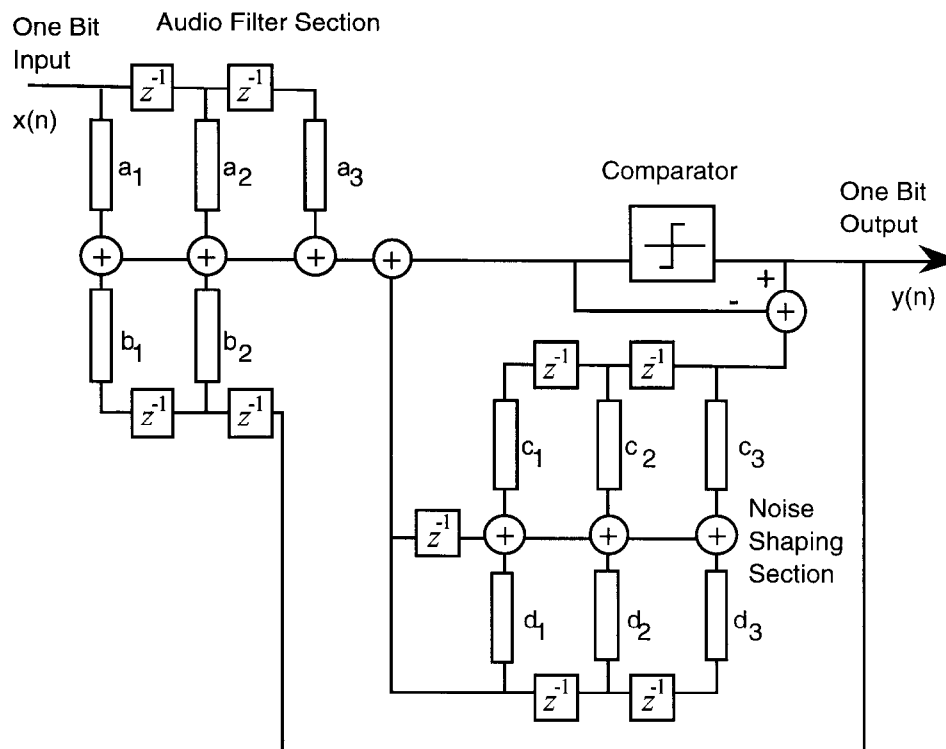 One Bit
Input
Audio Filter Section
z⁻¹
z⁻¹
x(n)
a₁
a₂
a₃
Comparator
One Bit
Output
+
+
+
+
+
-
+
y(n)
b₁
b₂
z⁻¹
z⁻¹
z⁻¹
z⁻¹
c₁
c₂
c₃
z⁻¹
+
+
+
Noise
Shaping
Section
d₁
d₂
d₃
z⁻¹
z⁻¹